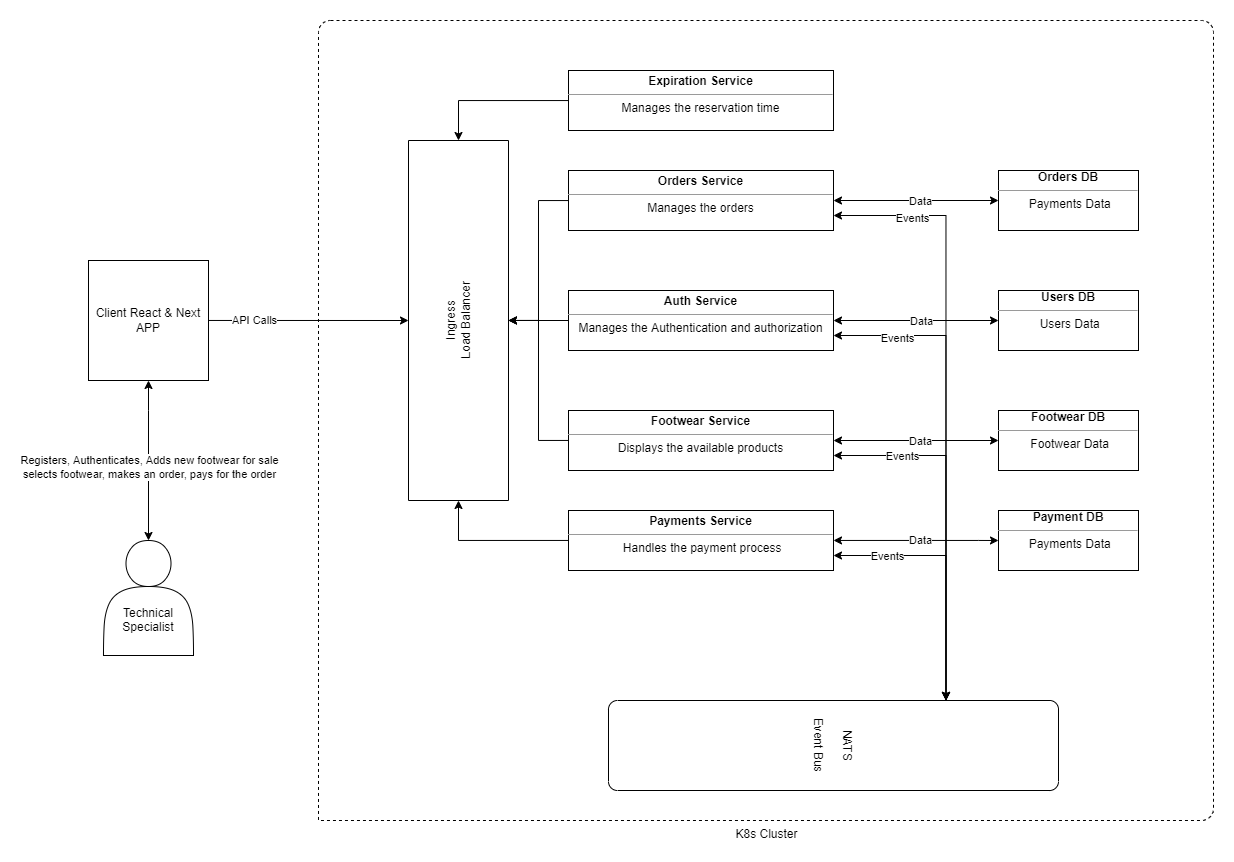 Expiration Service
Manages the reservation time
Orders Service
Manages the orders
Data
Events
Orders DB
Payments Data
Client React & Next
APP
API Calls
Ingress
Load Balancer
Auth Service
Manages the Authentication and authorization
Data
Events
Users DB
Users Data
Footwear Service
Displays the available products
Data
Events
Footwear DB
Footwear Data
Registers, Authenticates, Adds new footwear for sale
selects footwear, makes an order, pays for the order
Payments Service
Handles the payment process
Data
Events
Payment DB
Payments Data
Technical
Specialist
NATS
Event Bus
K8s Cluster